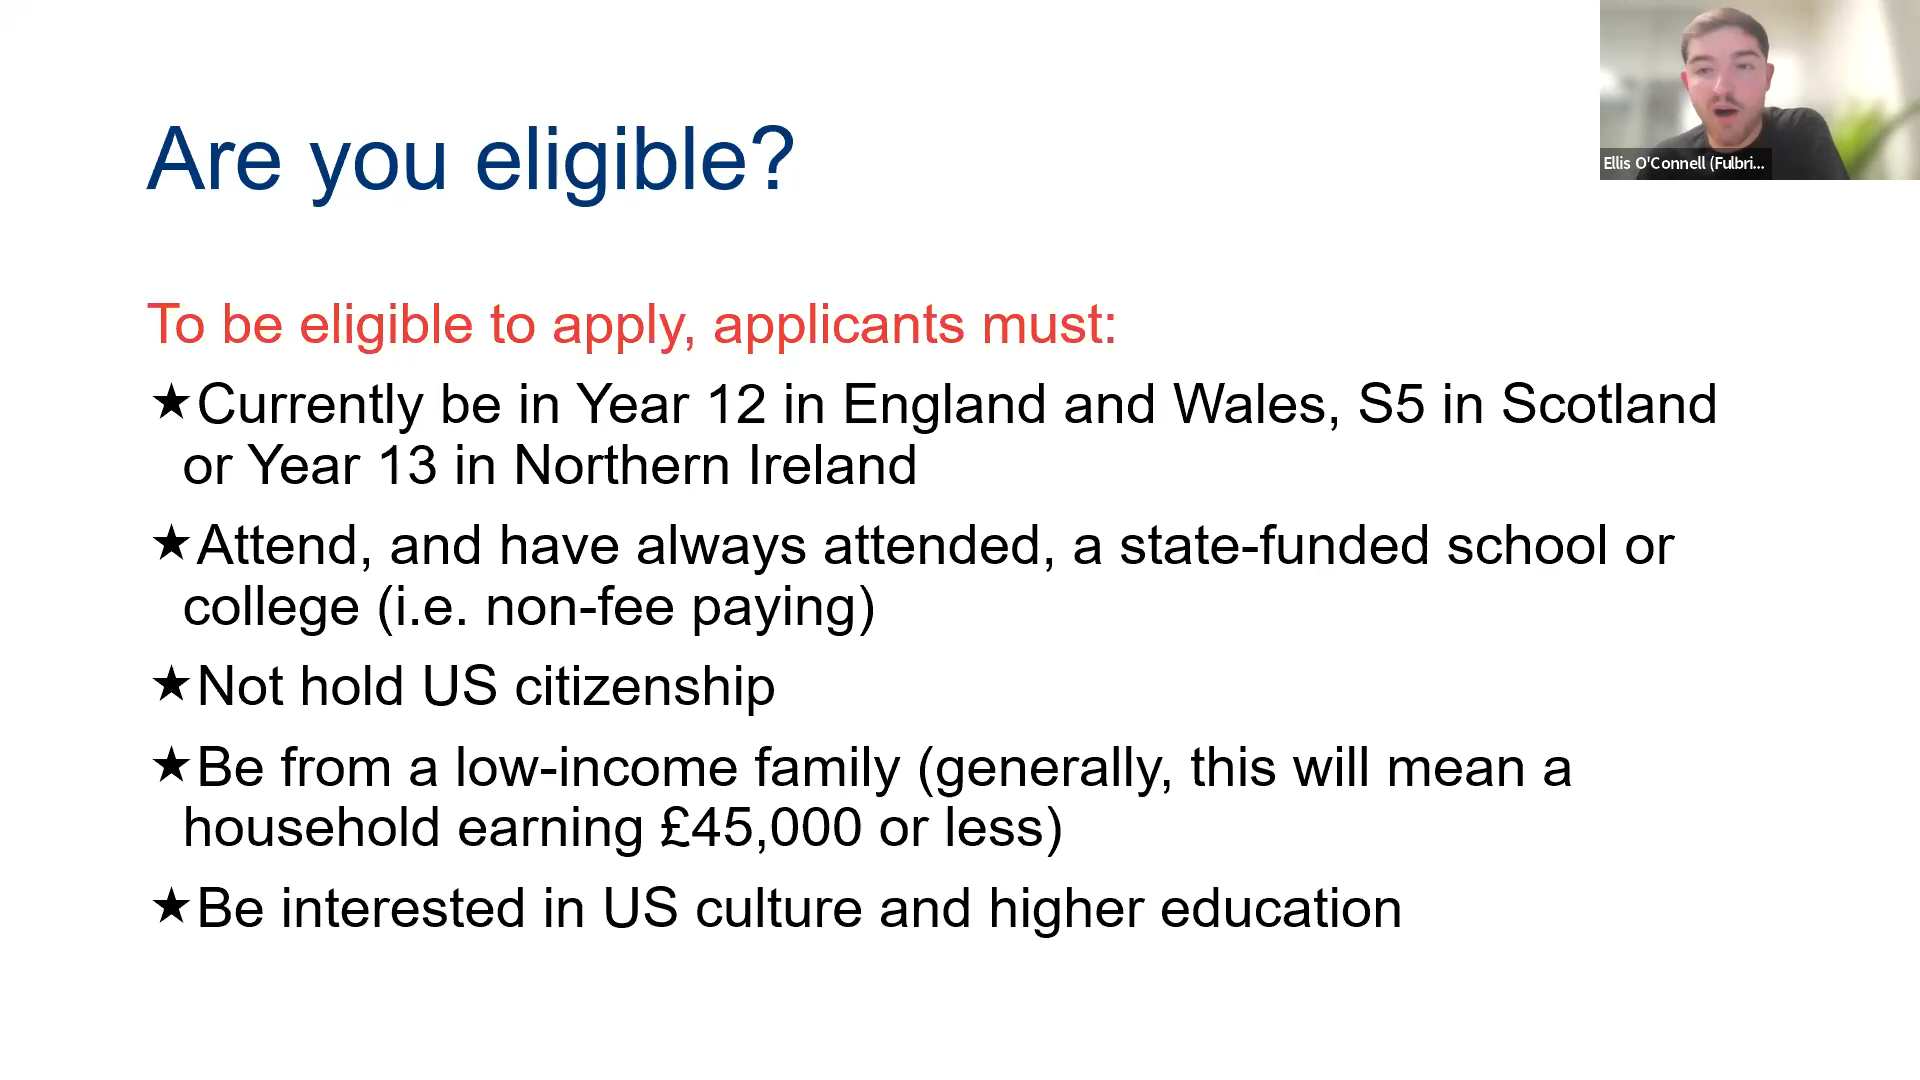 Are you eligible?
Ellis O'Connell (Fulbri...
To be eligible to apply, applicants must:
★Currently be in Year 12 in England and Wales, S5 in Scotland
or Year 13 in Northern Ireland
★Attend, and have always attended, a state-funded school or
college (i.e. non-fee paying)
★Not hold US citizenship
★Be from a low-income family (generally, this will mean a
household earning £45,000 or less)
★Be interested in US culture and higher education